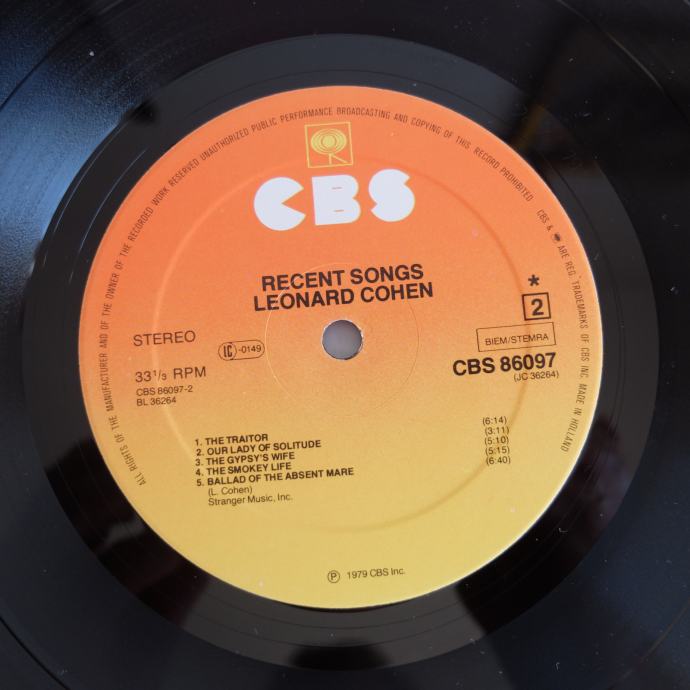 ALL RIGHTS OF THE MANUFACTURER AND OF THE OWNER OF THE RECORDED WORK RESERVED UNAUTHORIZED PUBLIC PERFORMANCE BROADCASTING AND COPYING OF THIS RECORD PROHIBITED CBS & ARE REG. TRADEMARKS OF CBS INC. MADE IN HOLLAND
CBS
RECENT SONGS
LEONARD COHEN
*
2
STEREO
LC-0149
BIEM/STEMRA
33 1/3 RPM
CBS 86097
CBS 86097-2
(JC 36264)
BL 36264
1. THE TRAITOR (6:14)
2. OUR LADY OF SOLITUDE (3:11)
3. THE GYPSY'S WIFE (5:10)
4. THE SMOKEY LIFE (5:15)
5. BALLAD OF THE ABSENT MARE (6:40)
(L. Cohen)
Stranger Music, Inc.
℗ 1979 CBS Inc.